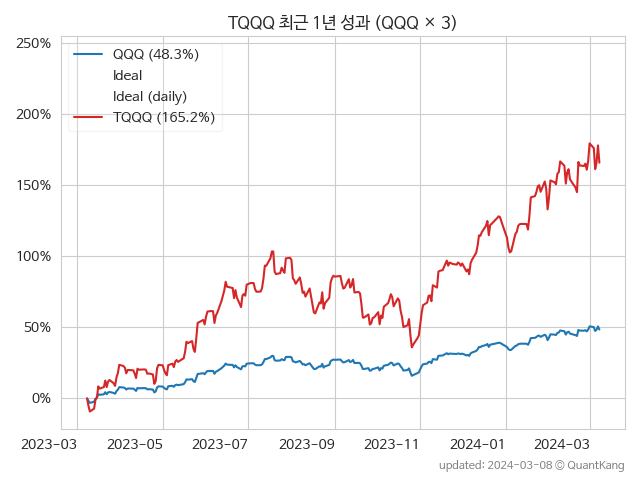 TQQQ 최근 1년 성과 (QQQ × 3)
QQQ (48.3%)
Ideal
Ideal (daily)
TQQQ (165.2%)
250%
200%
150%
100%
50%
0%
2023−03 2023−05 2023−07 2023−09 2023−11 2024−01 2024−03
updated: 2024−03−08 © QuantKang